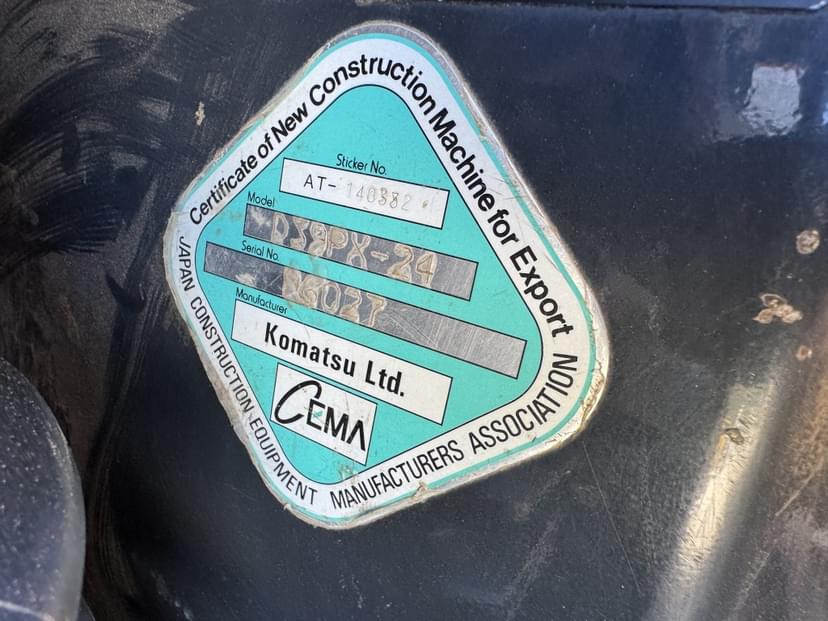 Certificate of New Construction Machine for Export
Sticker No.
AT- 140382
Model
D39PX-24
Serial No.
Manufacturer
Komatsu Ltd.
CEMA
JAPAN CONSTRUCTION EQUIPMENT MANUFACTURERS ASSOCIATION